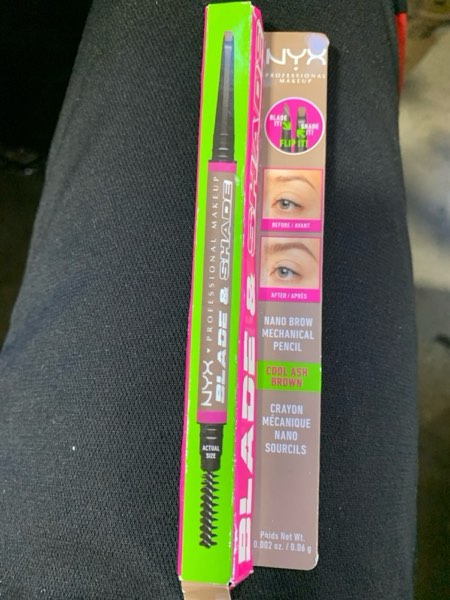 NYX
PROFESSIONAL
MAKEUP
BLADE
IT!
SHADE
IT!
FLIP IT!
BEFORE / AVANT
AFTER / APRÈS
NANO BROW
MECHANICAL
PENCIL
COOL ASH
BROWN
CRAYON
MÉCANIQUE
NANO
SOURCILS
Poids Net Wt.
0.002 oz. / 0.06 g
NYX PROFESSIONAL MAKEUP
BLADE & SHADE
ACTUAL
SIZE
BLADE & SHADE